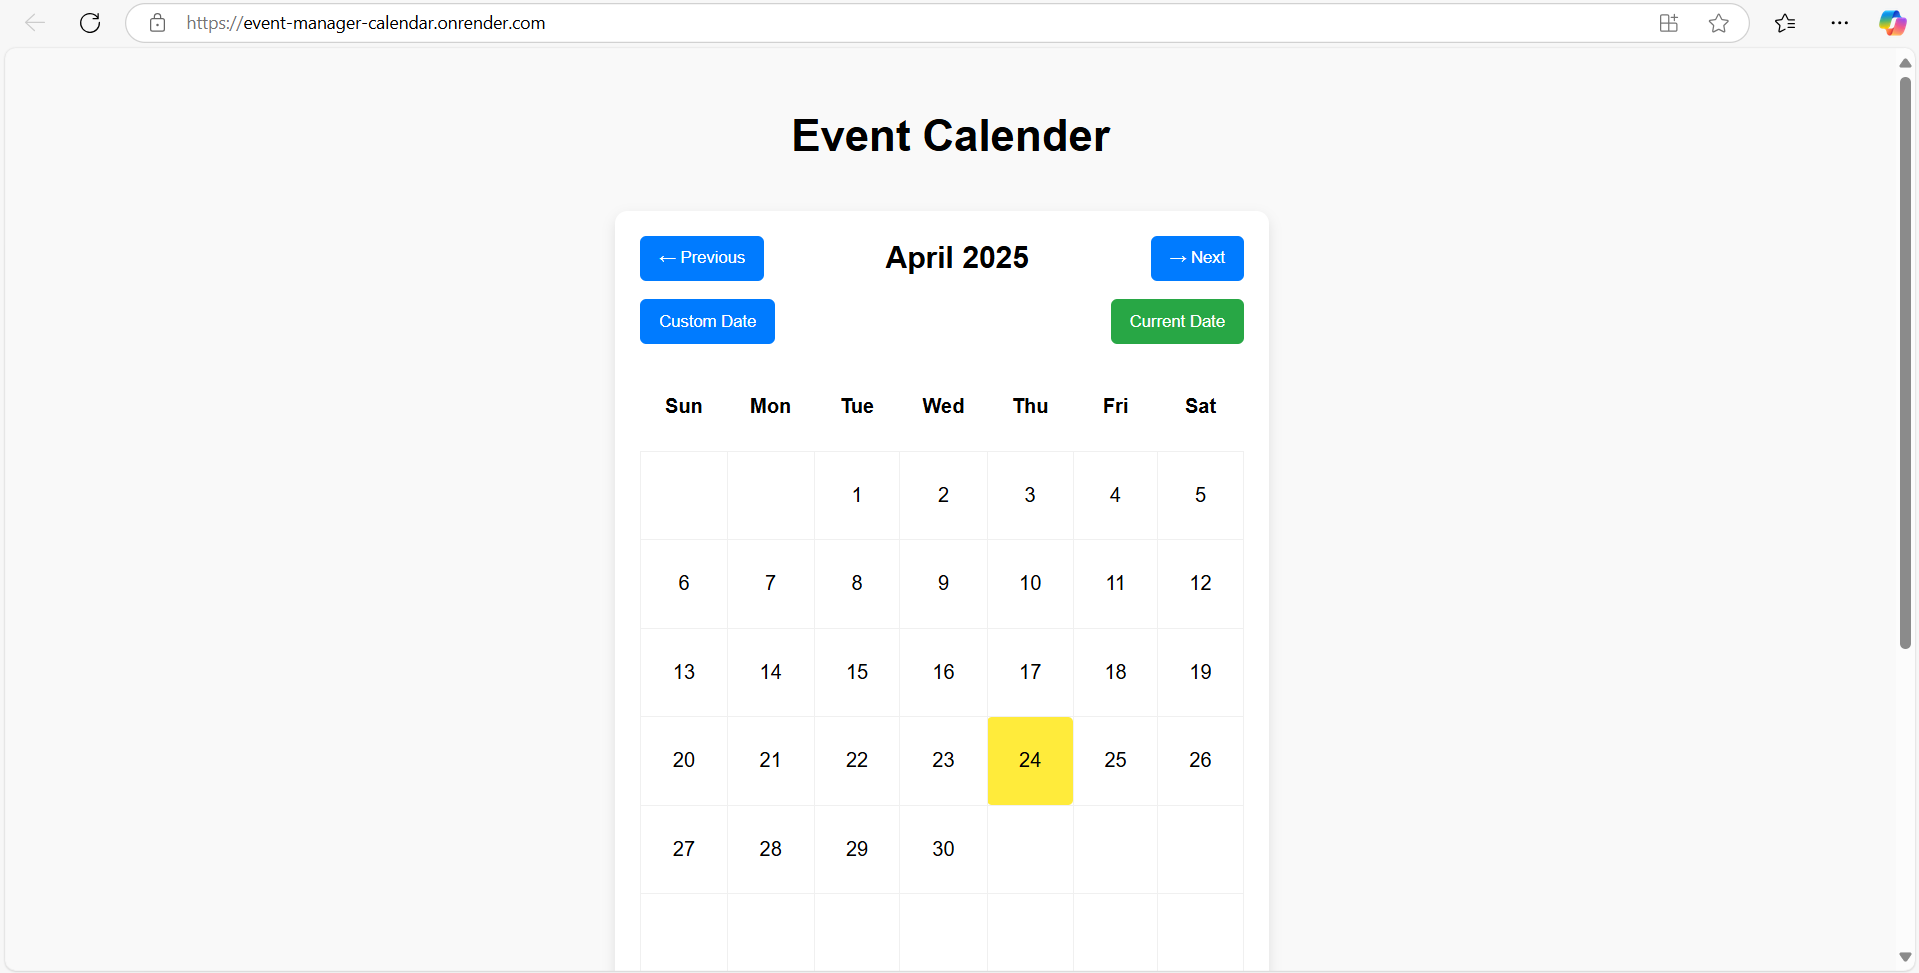 https://event-manager-calendar.onrender.com
Event Calender
← Previous April 2025 → Next
Custom Date Current Date
Sun Mon Tue Wed Thu Fri Sat
1 2 3 4 5
6 7 8 9 10 11 12
13 14 15 16 17 18 19
20 21 22 23 24 25 26
27 28 29 30